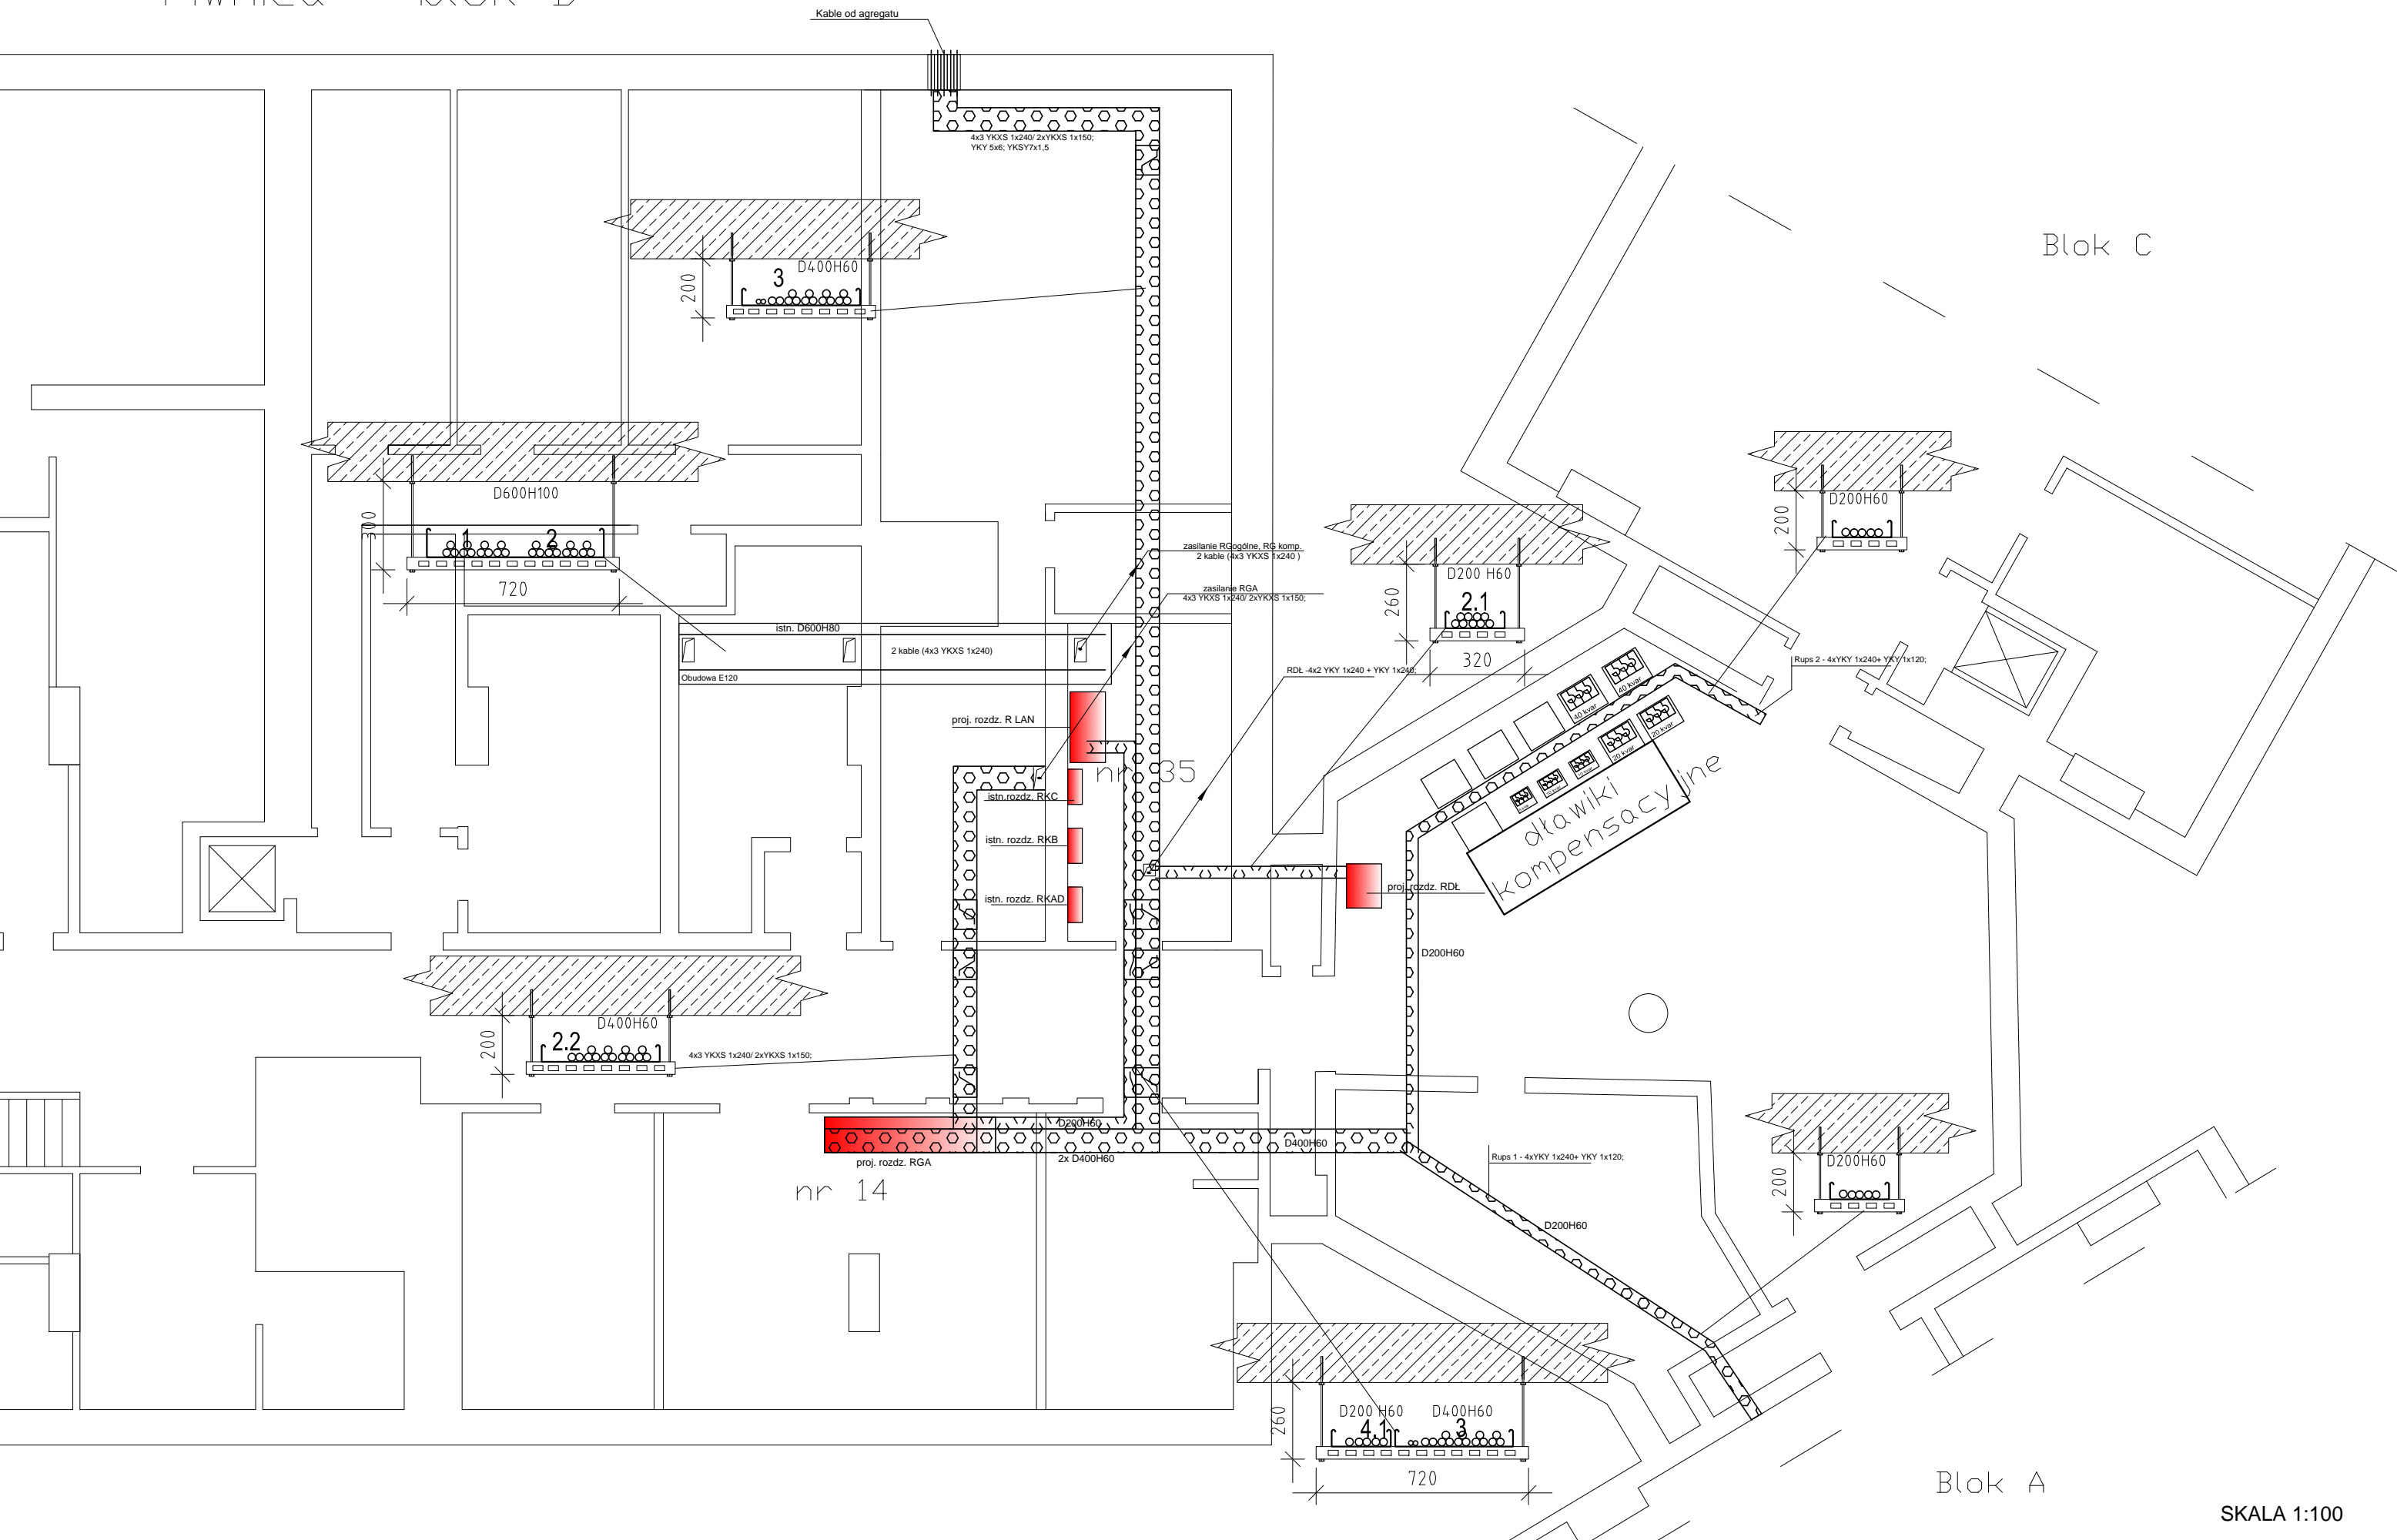 Kable od agregatu
4x3 YKXS 1x240/ 2xYKXS 1x150;
YKY 5x6; YKSY7x1,5
Blok C
D400H60
3
200
D600H100
300
1
2
720
D200H60
200
zasilanie RGogólne, RG komp.
2 kable (4x3 YKXS 1x240 )
zasilanie RGA
4x3 YKXS 1x240/ 2xYKXS 1x150;
D200 H60
260
2.1
320
istn. D600H80
2 kable (4x3 YKXS 1x240)
Obudowa E120
RDŁ -4x2 YKY 1x240 + YKY 1x240;
Rups 2 - 4xYKY 1x240+ YKY 1x120;
40 kvar
40 kvar
20 kvar
20 kvar
proj. rozdz. R LAN
nr 35
istn.rozdz. RKC
istn. rozdz. RKB
istn. rozdz. RKAD
dławiki
kompensacyjne
proj. rozdz. RDŁ
D200H60
D400H60
2.2
200
4x3 YKXS 1x240/ 2xYKXS 1x150;
D200H60
D400H60
2x D400H60
proj. rozdz. RGA
nr 14
Rups 1 - 4xYKY 1x240+ YKY 1x120;
D200H60
D200H60
200
D200 H60
D400H60
260
4.1
3
720
Blok A
SKALA 1:100